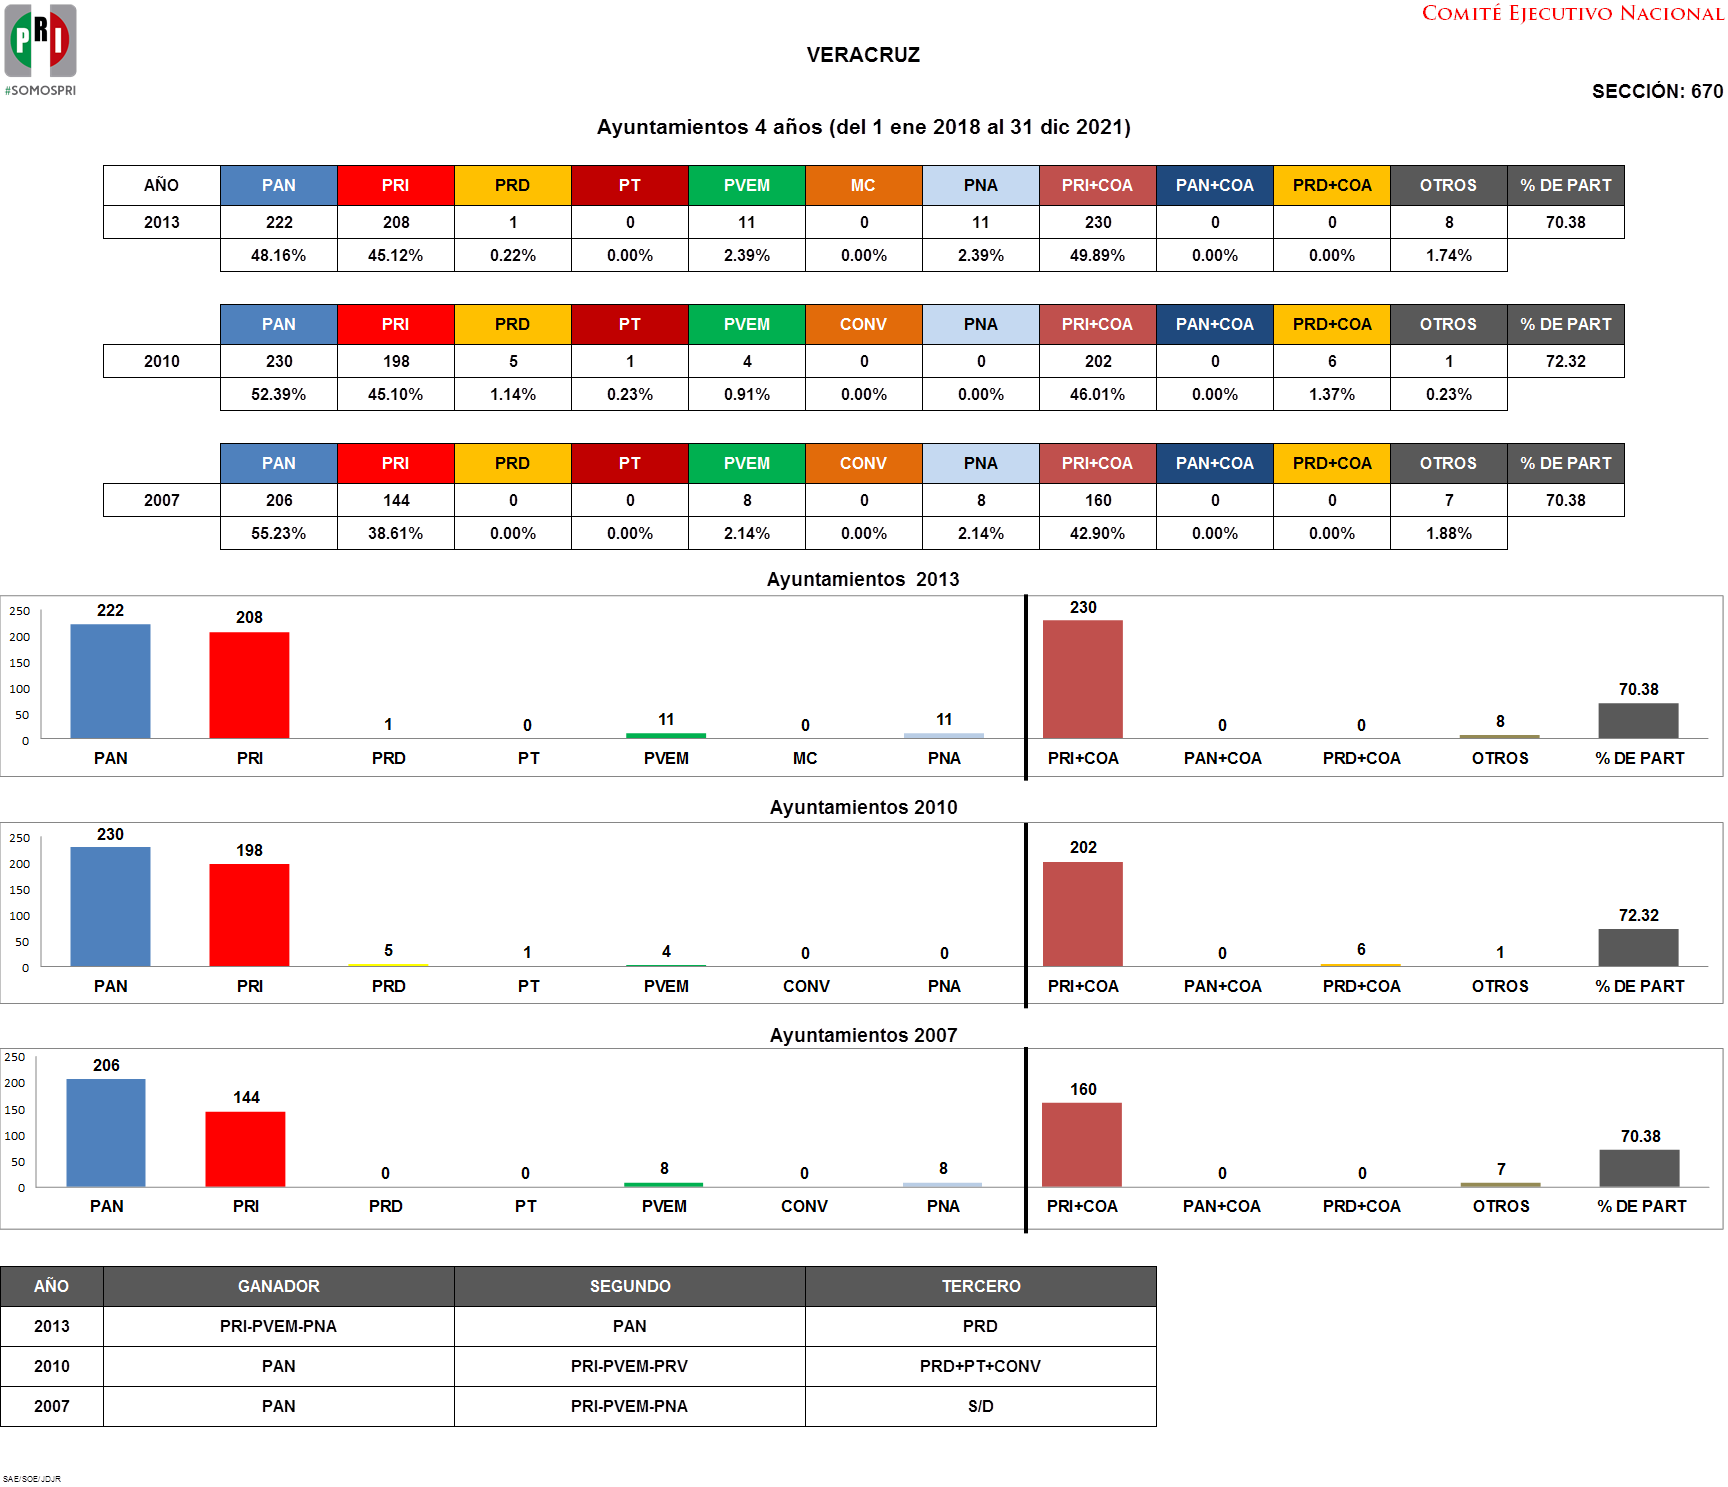 PRI
#SOMOSPRI
COMITÉ EJECUTIVO NACIONAL
VERACRUZ
SECCIÓN: 670
Ayuntamientos 4 años (del 1 ene 2018 al 31 dic 2021)
AÑO PAN PRI PRD PT PVEM MC PNA PRI+COA PAN+COA PRD+COA OTROS % DE PART
2013 222 208 1 0 11 0 11 230 0 0 8 70.38
48.16% 45.12% 0.22% 0.00% 2.39% 0.00% 2.39% 49.89% 0.00% 0.00% 1.74%
PAN PRI PRD PT PVEM CONV PNA PRI+COA PAN+COA PRD+COA OTROS % DE PART
2010 230 198 5 1 4 0 0 202 0 6 1 72.32
52.39% 45.10% 1.14% 0.23% 0.91% 0.00% 0.00% 46.01% 0.00% 1.37% 0.23%
PAN PRI PRD PT PVEM CONV PNA PRI+COA PAN+COA PRD+COA OTROS % DE PART
2007 206 144 0 0 8 0 8 160 0 0 7 70.38
55.23% 38.61% 0.00% 0.00% 2.14% 0.00% 2.14% 42.90% 0.00% 0.00% 1.88%
Ayuntamientos 2013
250
200
150
100
50
0
222 208 1 0 11 0 11 230 0 0 8 70.38
PAN PRI PRD PT PVEM MC PNA PRI+COA PAN+COA PRD+COA OTROS % DE PART
Ayuntamientos 2010
250
200
150
100
50
0
230 198 5 1 4 0 0 202 0 6 1 72.32
PAN PRI PRD PT PVEM CONV PNA PRI+COA PAN+COA PRD+COA OTROS % DE PART
Ayuntamientos 2007
250
200
150
100
50
0
206 144 0 0 8 0 8 160 0 0 7 70.38
PAN PRI PRD PT PVEM CONV PNA PRI+COA PAN+COA PRD+COA OTROS % DE PART
AÑO GANADOR SEGUNDO TERCERO
2013 PRI-PVEM-PNA PAN PRD
2010 PAN PRI-PVEM-PRV PRD+PT+CONV
2007 PAN PRI-PVEM-PNA S/D
SAE/SOE/JDJR